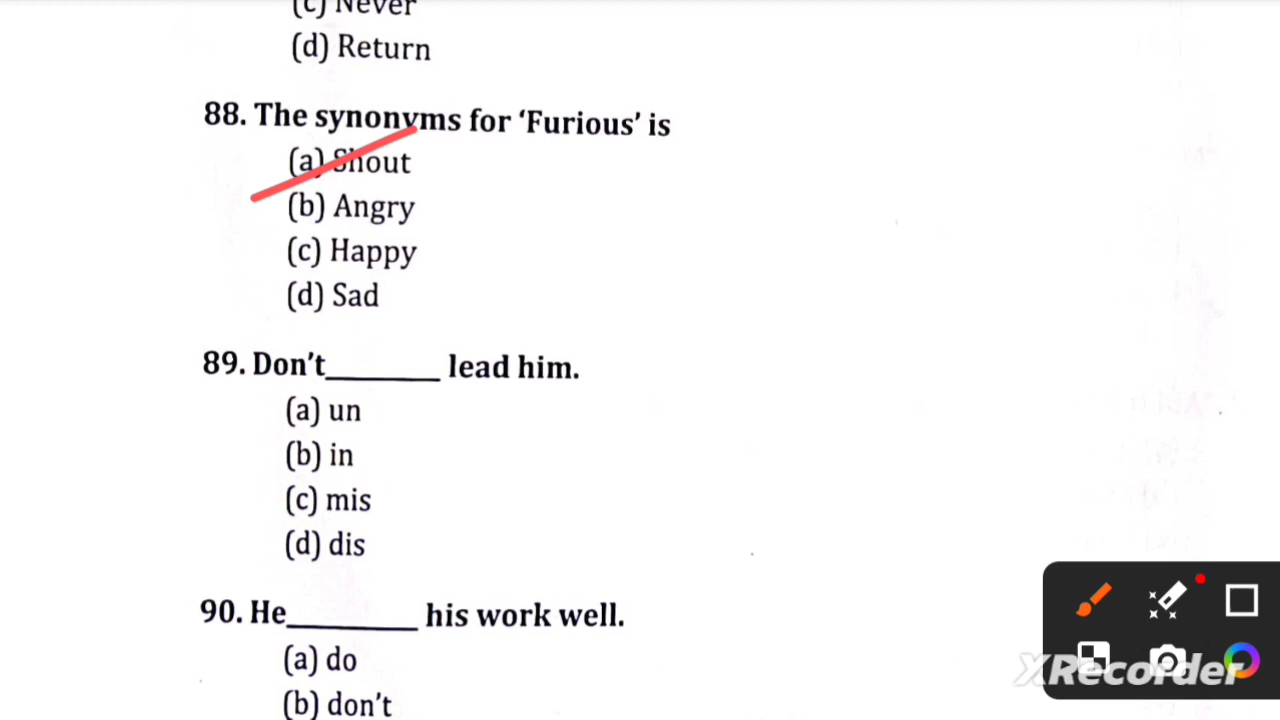 (c) Never
(d) Return
88. The synonyms for ‘Furious’ is
(a) Shout
(b) Angry
(c) Happy
(d) Sad
89. Don’t________ lead him.
(a) un
(b) in
(c) mis
(d) dis
90. He_________ his work well.
(a) do
(b) don’t
XRecorder